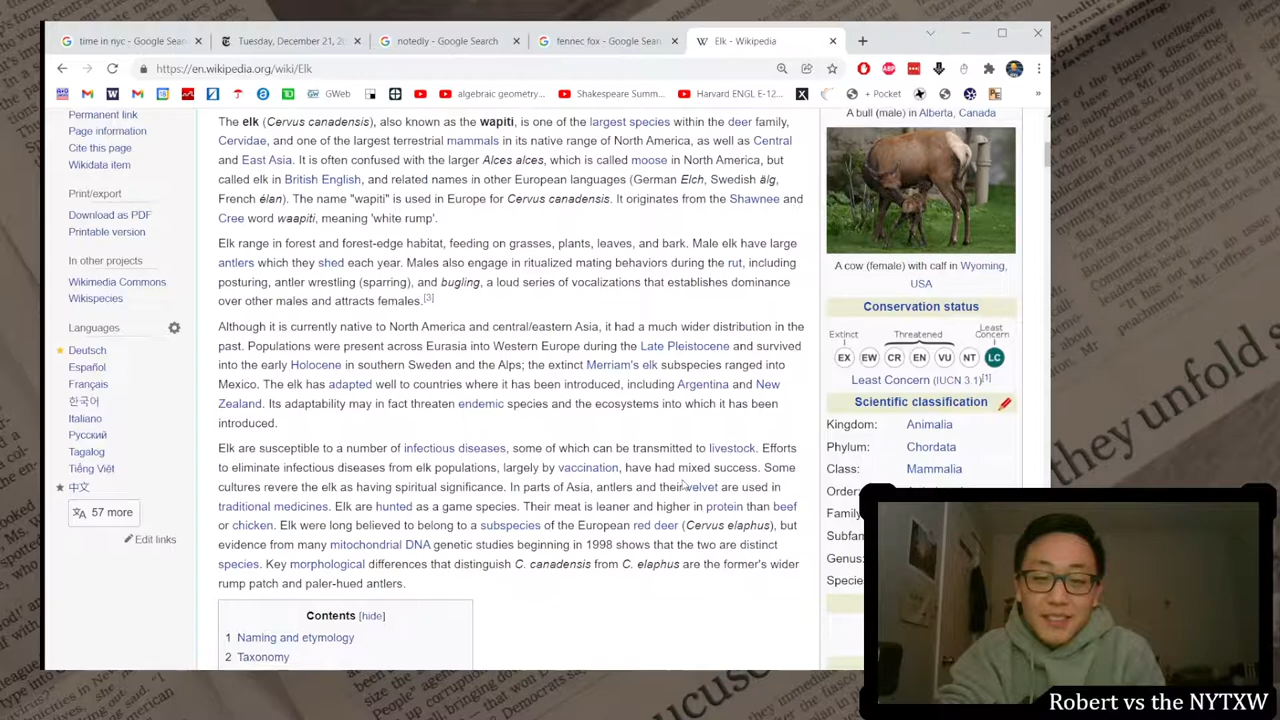 time in nyc - Google Sear
Tuesday, December 21, 20
notedly - Google Search
fennec fox - Google Sear
Elk - Wikipedia
https://en.wikipedia.org/wiki/Elk
GWeb
algebraic geometry...
Shakespeare Summ...
Harvard ENGL E-12...
+ Pocket
Permanent link
Page information
Cite this page
Wikidata item
Print/export
Download as PDF
Printable version
In other projects
Wikimedia Commons
Wikispecies
Languages
Deutsch
Español
Français
한국어
Italiano
Русский
Tagalog
Tiếng Việt
中文
57 more
Edit links
The elk (Cervus canadensis), also known as the wapiti, is one of the largest species within the deer family,
Cervidae, and one of the largest terrestrial mammals in its native range of North America, as well as Central
and East Asia. It is often confused with the larger Alces alces, which is called moose in North America, but
called elk in British English, and related names in other European languages (German Elch, Swedish älg,
French élan). The name "wapiti" is used in Europe for Cervus canadensis. It originates from the Shawnee and
Cree word waapiti, meaning 'white rump'.
Elk range in forest and forest-edge habitat, feeding on grasses, plants, leaves, and bark. Male elk have large
antlers which they shed each year. Males also engage in ritualized mating behaviors during the rut, including
posturing, antler wrestling (sparring), and bugling, a loud series of vocalizations that establishes dominance
over other males and attracts females.[3]
Although it is currently native to North America and central/eastern Asia, it had a much wider distribution in the
past. Populations were present across Eurasia into Western Europe during the Late Pleistocene and survived
into the early Holocene in southern Sweden and the Alps; the extinct Merriam's elk subspecies ranged into
Mexico. The elk has adapted well to countries where it has been introduced, including Argentina and New
Zealand. Its adaptability may in fact threaten endemic species and the ecosystems into which it has been
introduced.
Elk are susceptible to a number of infectious diseases, some of which can be transmitted to livestock. Efforts
to eliminate infectious diseases from elk populations, largely by vaccination, have had mixed success. Some
cultures revere the elk as having spiritual significance. In parts of Asia, antlers and their velvet are used in
traditional medicines. Elk are hunted as a game species. Their meat is leaner and higher in protein than beef
or chicken. Elk were long believed to belong to a subspecies of the European red deer (Cervus elaphus), but
evidence from many mitochondrial DNA genetic studies beginning in 1998 shows that the two are distinct
species. Key morphological differences that distinguish C. canadensis from C. elaphus are the former's wider
rump patch and paler-hued antlers.
Contents [hide]
1 Naming and etymology
2 Taxonomy
A bull (male) in Alberta, Canada
A cow (female) with calf in Wyoming,
USA
Conservation status
Extinct
Threatened
Least
Concern
EX EW CR EN VU NT LC
Least Concern (IUCN 3.1)[1]
Scientific classification
Kingdom: Animalia
Phylum: Chordata
Class: Mammalia
Order:
Family
Subfam
Genus:
Specie
they unfold s
Robert vs the NYTXW